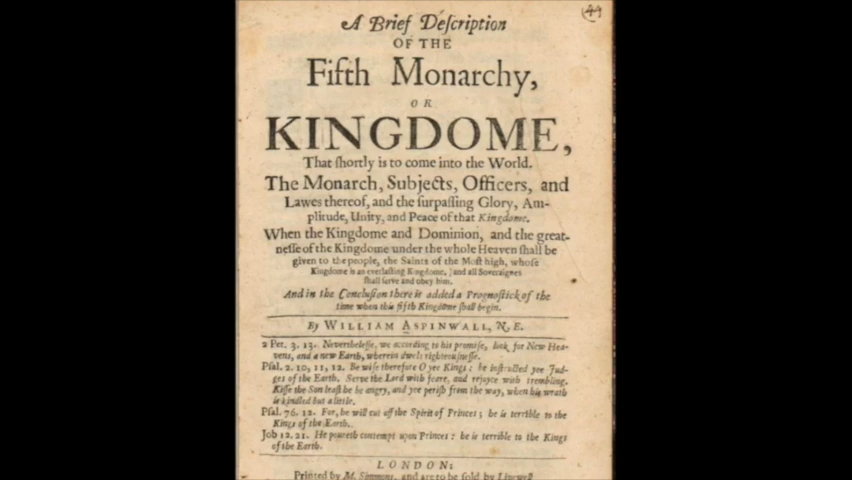 44
A Brief Deſcription
OF THE
Fifth Monarchy,
OR
KINGDOME,
That ſhortly is to come into the World.
The Monarch, Subjects, Officers, and
Lawes thereof, and the ſurpaſſing Glory, Am-
plitude, Unity, and Peace of that Kingdome.
When the Kingdome and Dominion, and the great-
neſſe of the Kingdome under the whole Heaven ſhall be
given to the people, the Saints of the Moſt high, whoſe
Kingdome is an everlaſting Kingdome, and all Soveraignes
ſhall ſerve and obey him.
And in the Concluſion there is added a Prognoſtick of the
time when this fifth Kingdome ſhall begin.
By WILLIAM ASPINWALL, N. E.
2 Pet. 3. 13. Nevertheleſſe, we according to his promiſe, look for New Hea-
vens, and a new Earth, wherein dwels righteouſneſſe.
Pſal. 2. 10, 11, 12. Be wiſe therefore O yee Kings: be inſtructed yee Jud-
ges of the Earth. Serve the Lord with feare, and rejoyce with trembling.
Kiſſe the Son leaſt he be angry, and yee periſh from the way, when his wrath
is kindled but a little.
Pſal. 76. 12. For, he will cut off the Spirit of Princes; he is terrible to the
Kings of the Earth.
Job 12. 21. He poureth contempt upon Princes: he is terrible to the Kings
of the Earth.
LONDON:
Printed by M. Simmons, and are to be ſold by Livewell